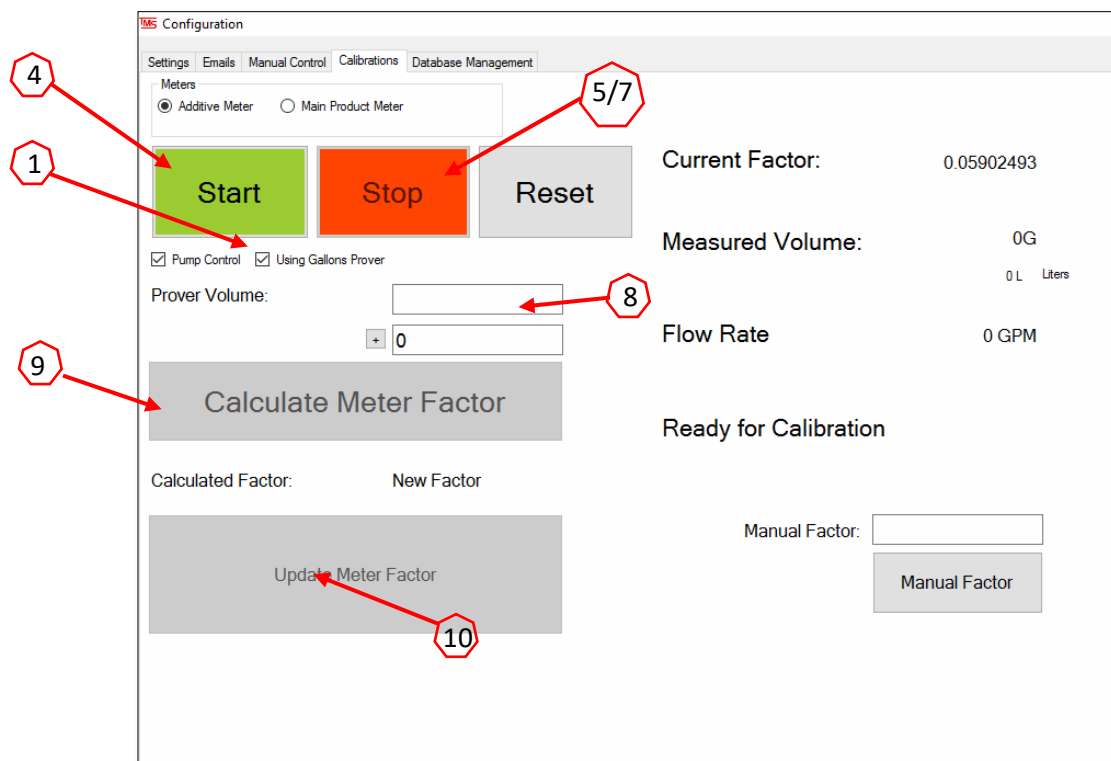 TMS Configuration
Settings Emails Manual Control Calibrations Database Management
Meters
4
Additive Meter Main Product Meter
5/7
1
Start Stop Reset
Current Factor: 0.05902493
Pump Control Using Gallons Prover
Measured Volume: 0G
0 L Liters
Prover Volume:
8
+ 0
Flow Rate 0 GPM
9
Calculate Meter Factor
Ready for Calibration
Calculated Factor: New Factor
Manual Factor:
Update Meter Factor
Manual Factor
10